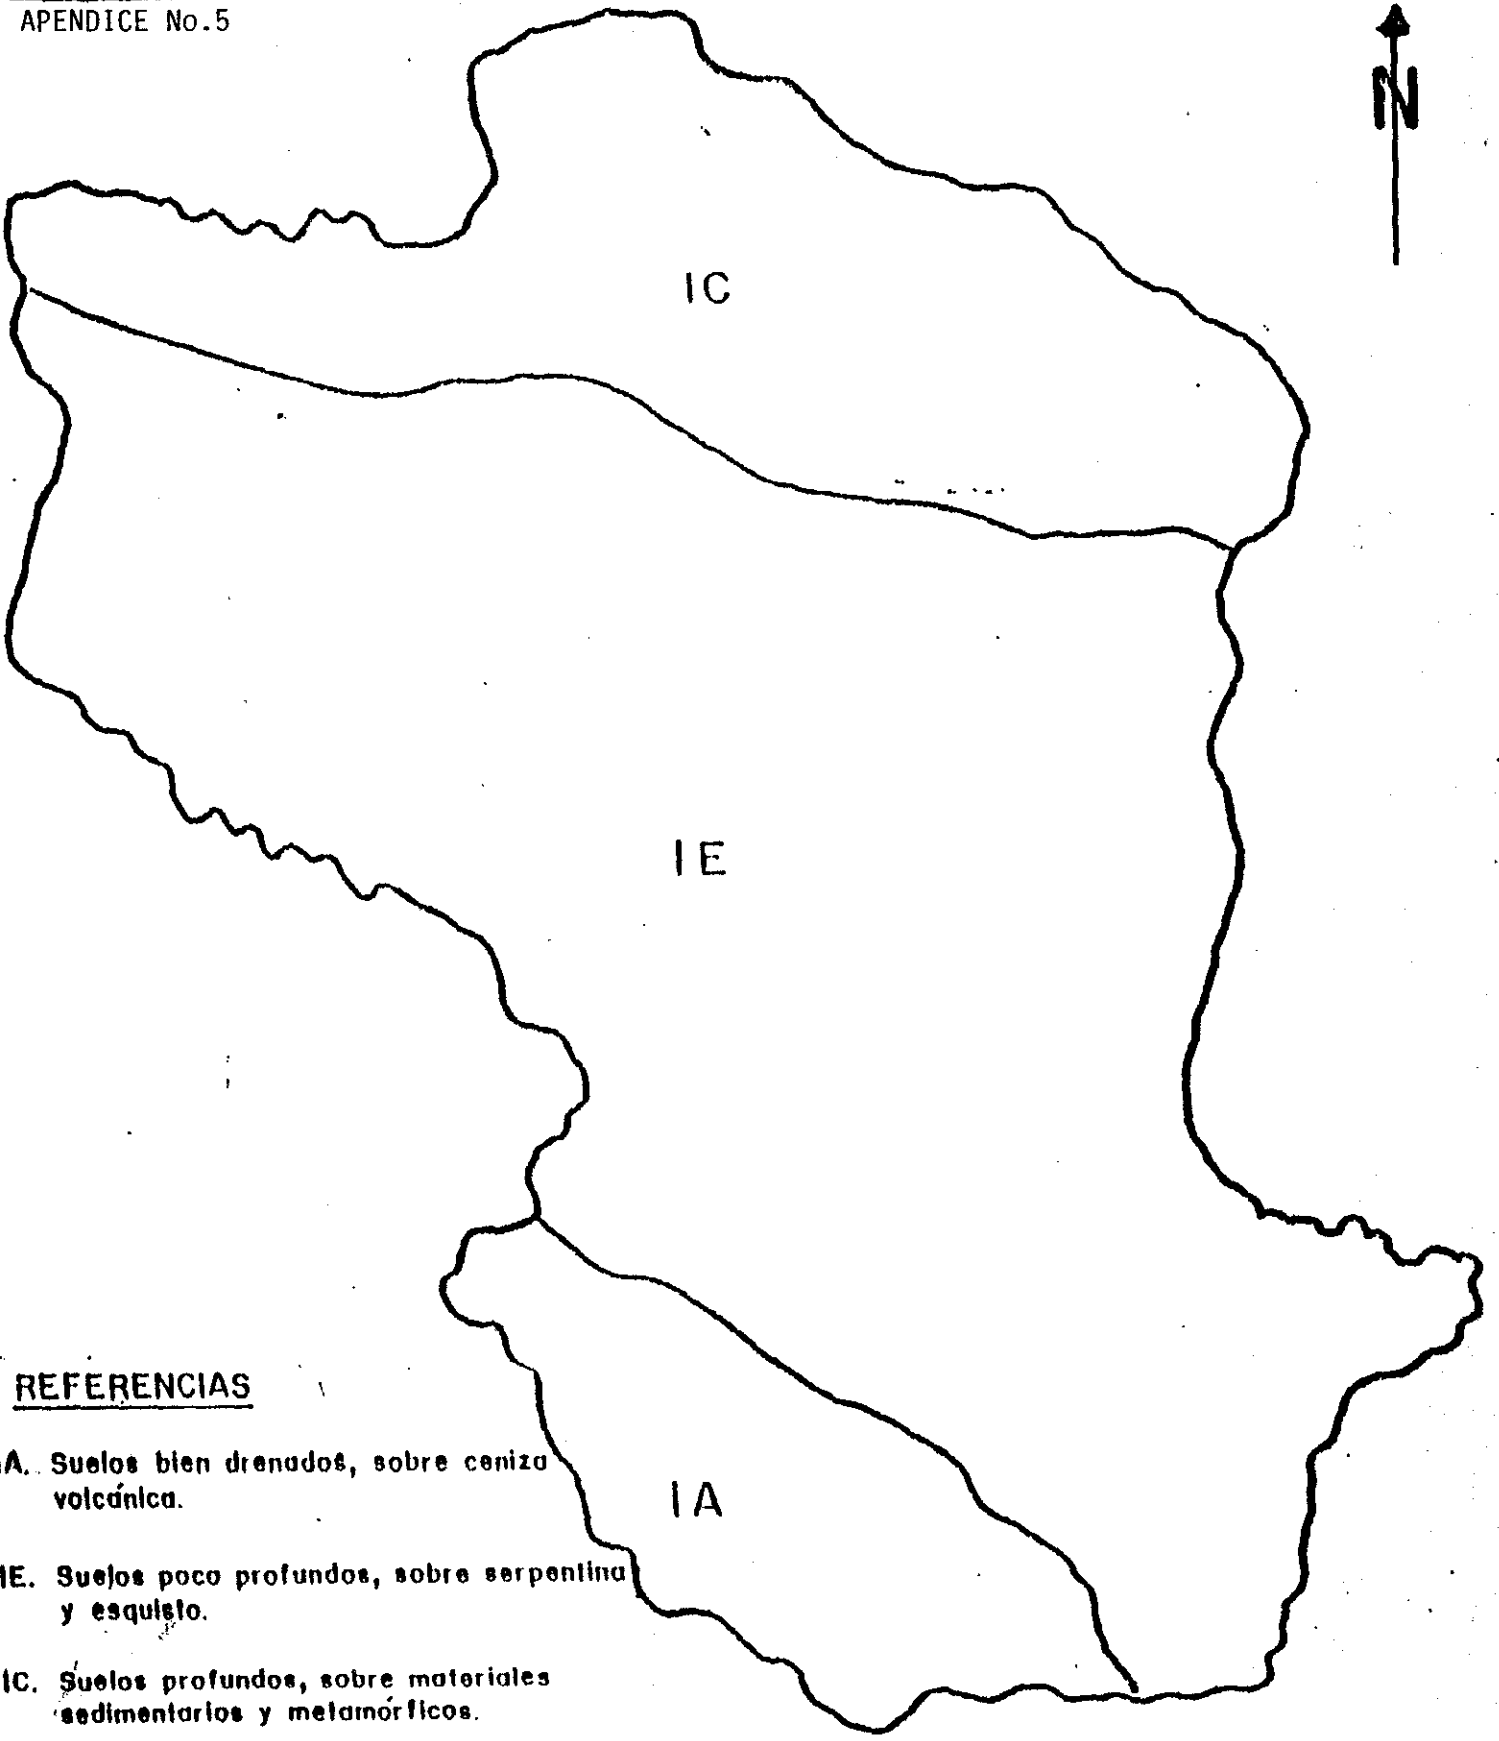 APENDICE No.5
N
IC
IE
IA
REFERENCIAS
IA. Suelos bien drenados, sobre ceniza
volcánica.
IE. Suelos poco profundos, sobre serpentina
y esquisto.
IC. Suelos profundos, sobre materiales
sedimentarios y metamórficos.